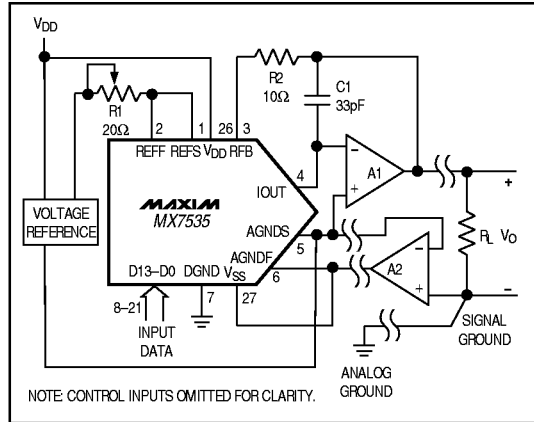 VDD
R1
20Ω
R2
10Ω
C1
33pF
2
1
26
3
REFF
REFS
VDD
RFB
4
IOUT
A1
+
−
MAXIM
MX7535
VOLTAGE
REFERENCE
AGNDS
5
RL
VO
AGNDF
6
A2
D13–D0
DGND
VSS
8–21
7
27
INPUT
DATA
SIGNAL
GROUND
ANALOG
GROUND
NOTE: CONTROL INPUTS OMITTED FOR CLARITY.